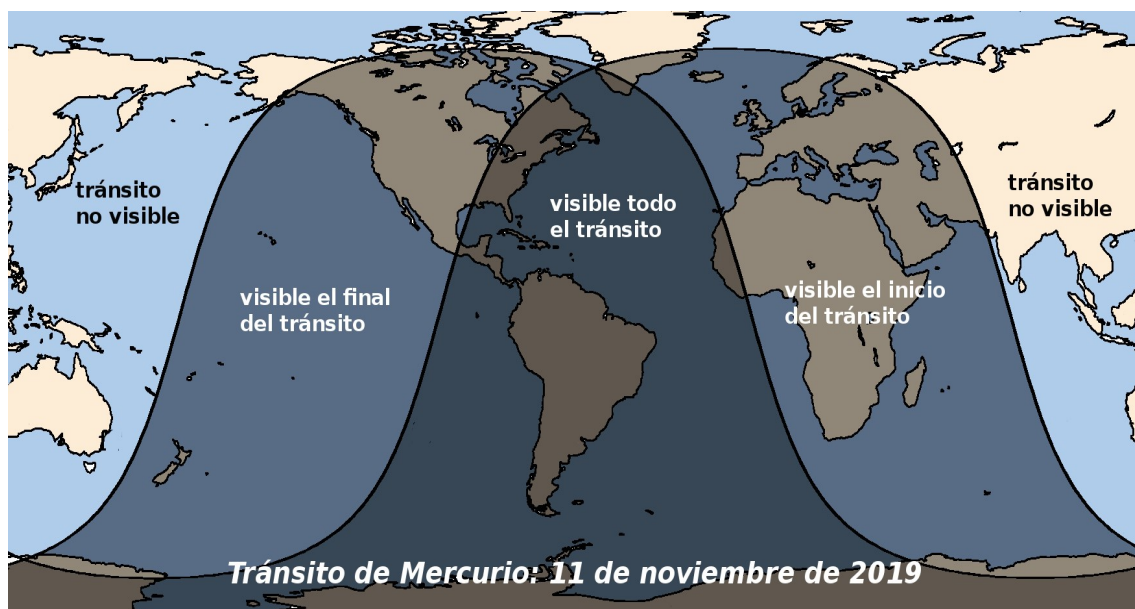 tránsito
no visible
visible el final
del tránsito
visible todo
el tránsito
visible el inicio
del tránsito
tránsito
no visible
Tránsito de Mercurio: 11 de noviembre de 2019